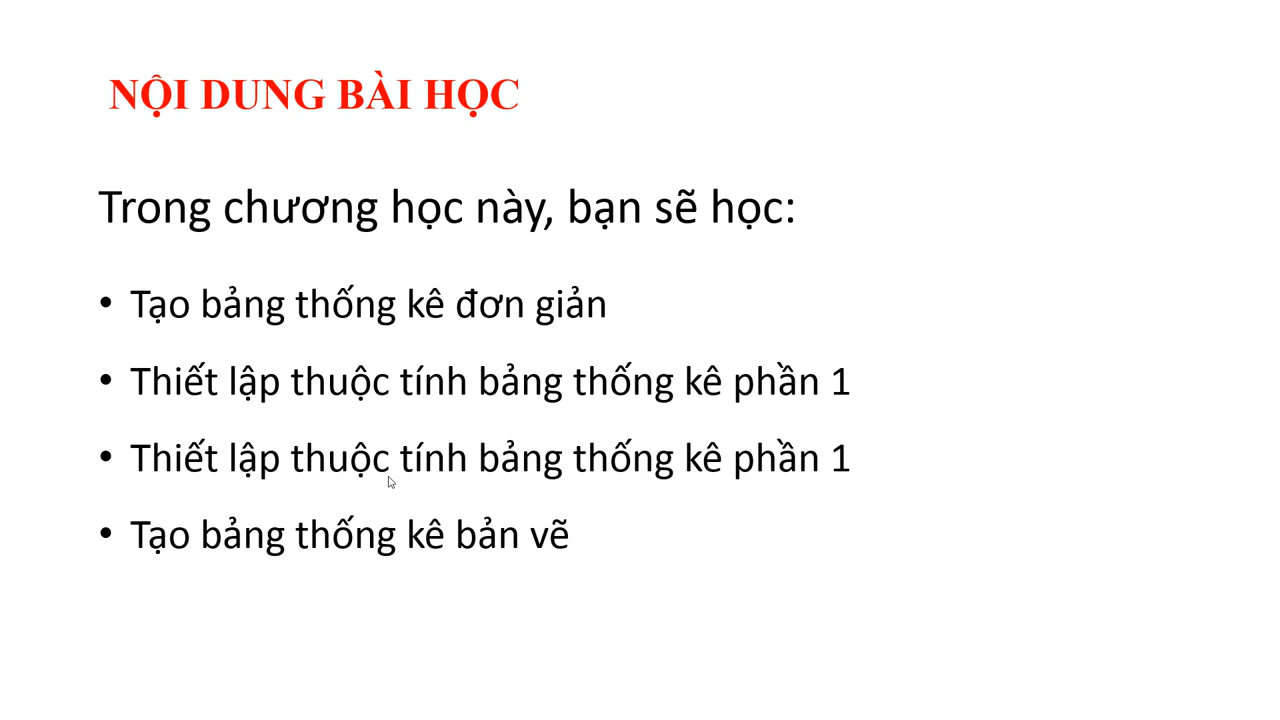 NỘI DUNG BÀI HỌC
Trong chương học này, bạn sẽ học:
• Tạo bảng thống kê đơn giản
• Thiết lập thuộc tính bảng thống kê phần 1
• Thiết lập thuộc tính bảng thống kê phần 1
• Tạo bảng thống kê bản vẽ